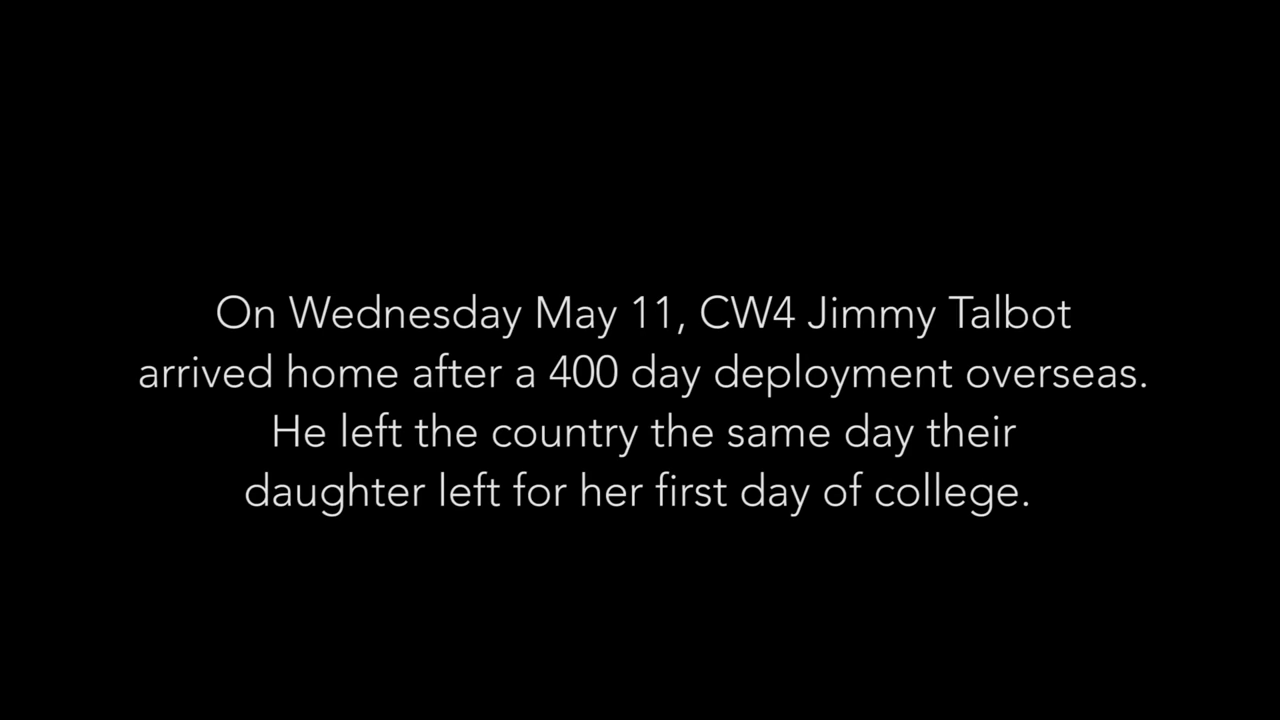 On Wednesday May 11, CW4 Jimmy Talbot
arrived home after a 400 day deployment overseas.
He left the country the same day their
daughter left for her first day of college.